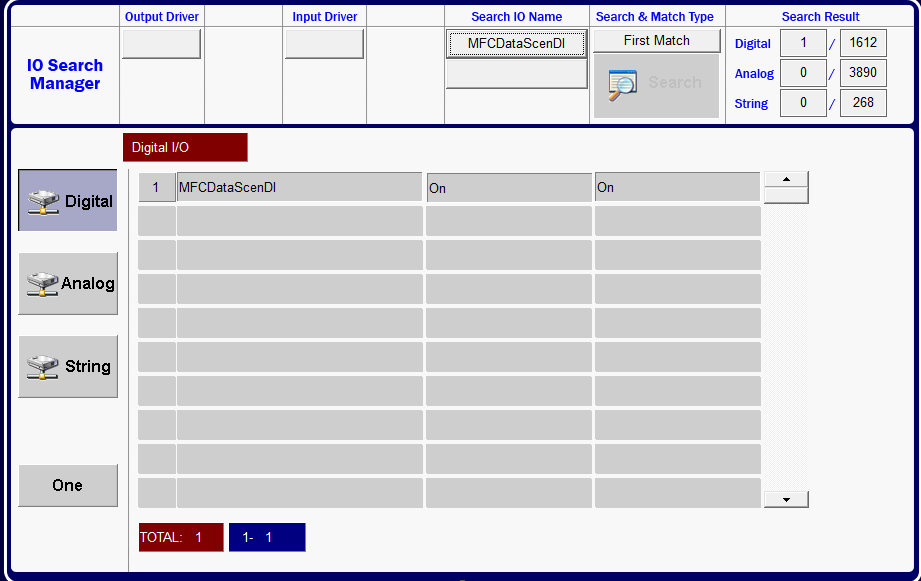 Output Driver Input Driver Search IO Name Search & Match Type Search Result
IO Search
Manager
MFCDataScenDI
First Match
Search
Digital 1 / 1612
Analog 0 / 3890
String 0 / 268
Digital I/O
Digital
Analog
String
One
1 MFCDataScenDI On On
TOTAL: 1 1- 1